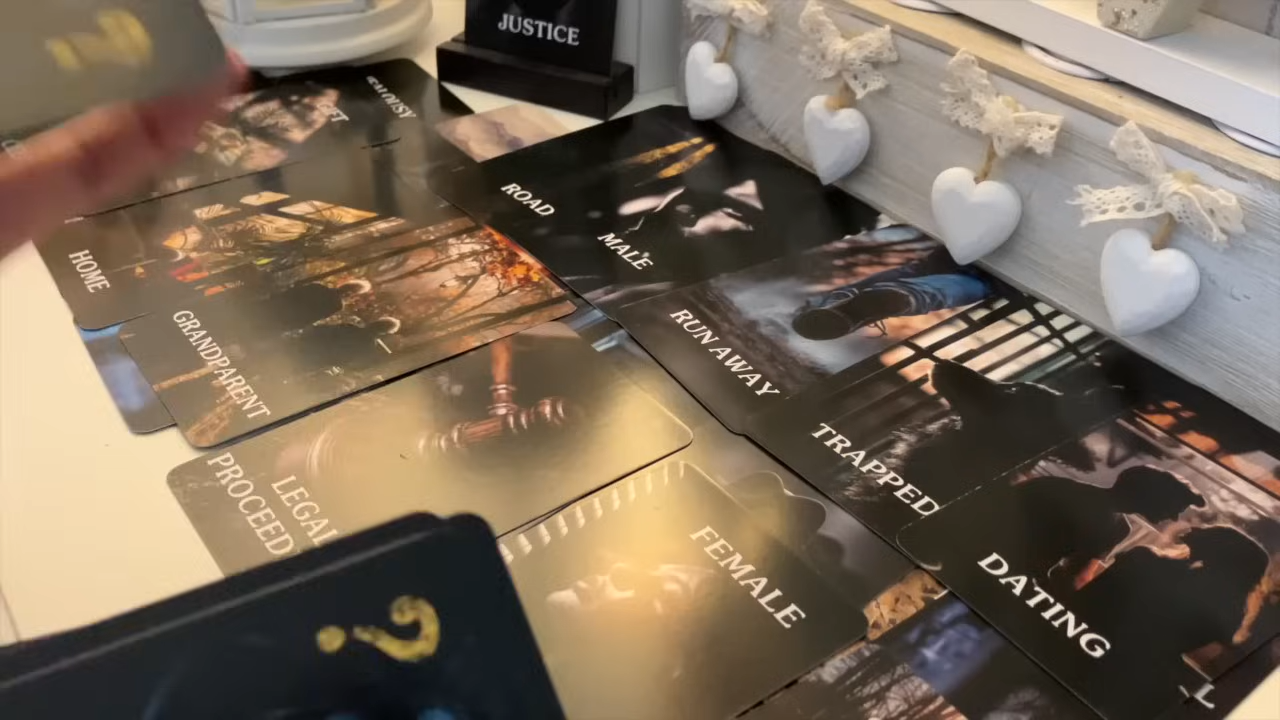 JUSTICE
ROAD
MALE
HOME
GRANDPARENT
RUN AWAY
TRAPPED
LEGAL
PROCEED
FEMALE
DATING
?